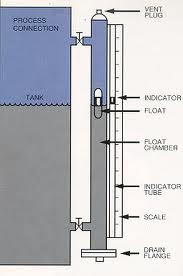 PROCESS
CONNECTION
VENT
PLUG
TANK
INDICATOR
FLOAT
FLOAT
CHAMBER
INDICATOR
TUBE
SCALE
DRAIN
FLANGE